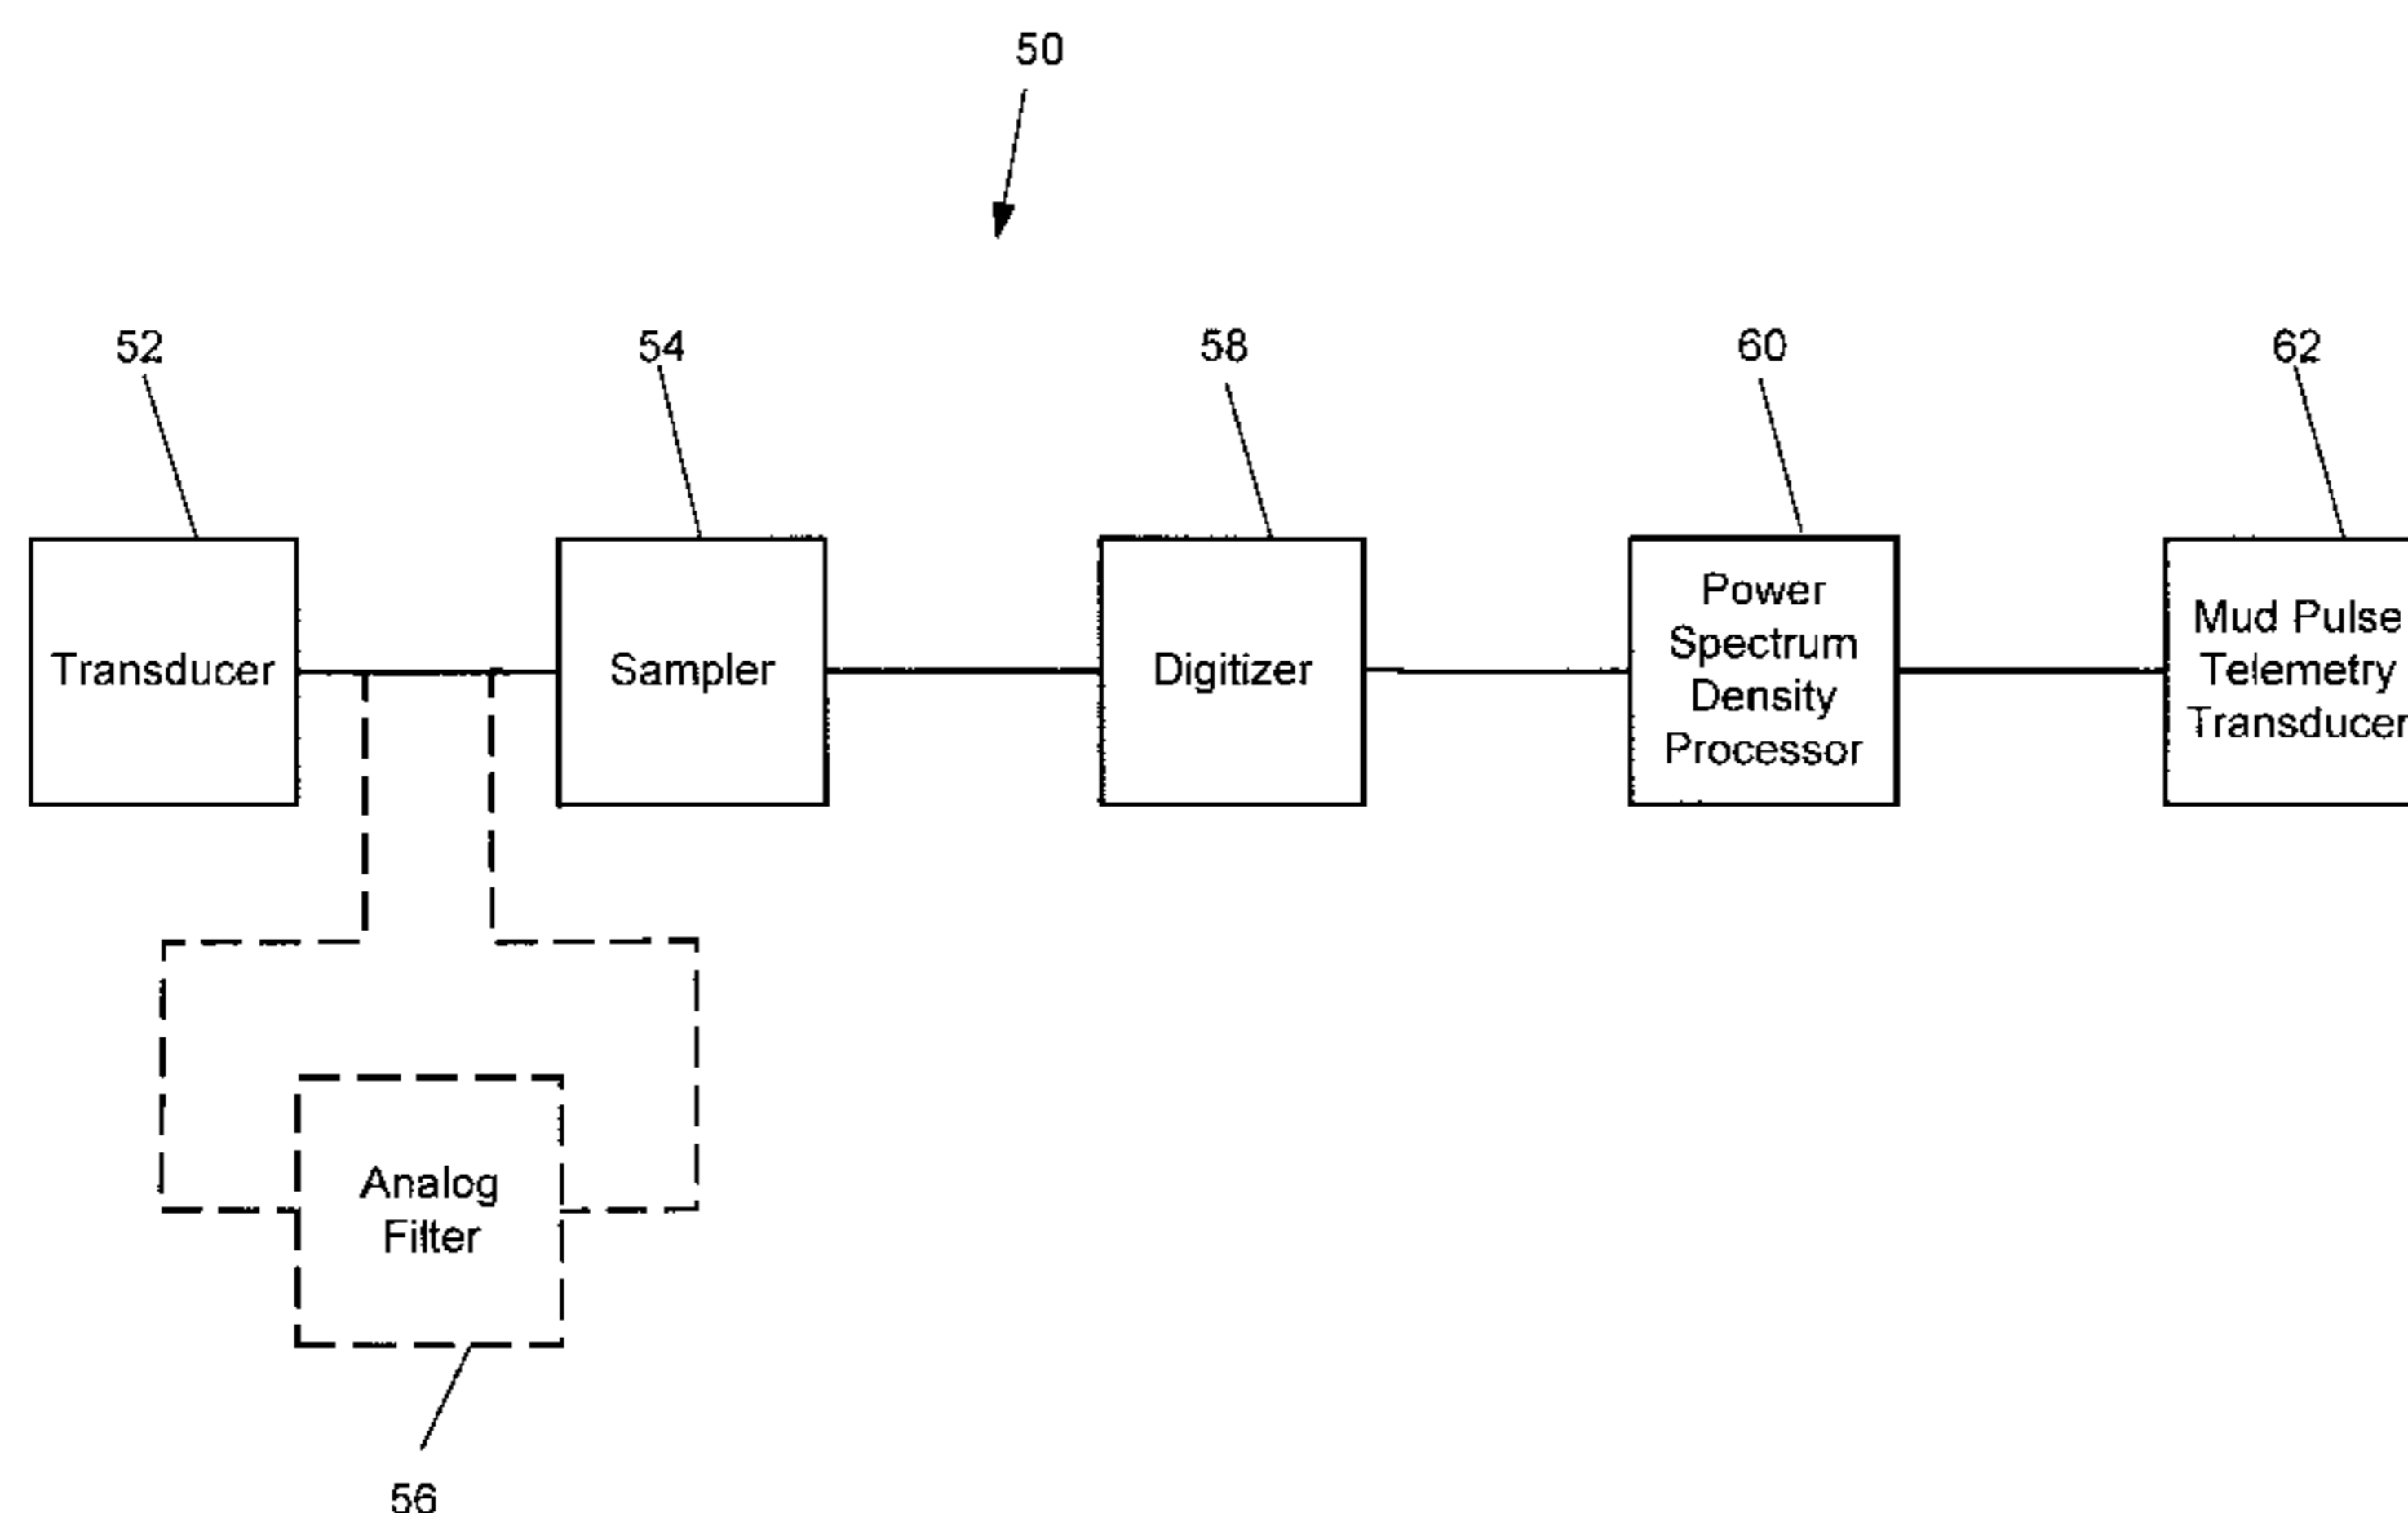 50
52
54
58
60
62
Transducer
Sampler
Digitizer
Power
Spectrum
Density
Processor
Mud Pulse
Telemetry
Transducer
Analog
Filter
56